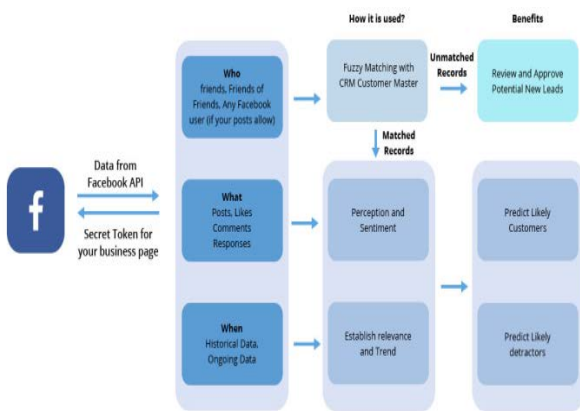 How it is used?
Benefits
Who
friends, Friends of
Friends, Any Facebook
user (if your posts allow)
Fuzzy Matching with
CRM Customer Master
Unmatched
Records
Review and Approve
Potential New Leads
Matched
Records
Data from
Facebook API
f
Secret Token for
your business page
What
Posts, Likes
Comments
Responses
Perception and
Sentiment
Predict Likely
Customers
When
Historical Data,
Ongoing Data
Establish relevance
and Trend
Predict Likely
detractors